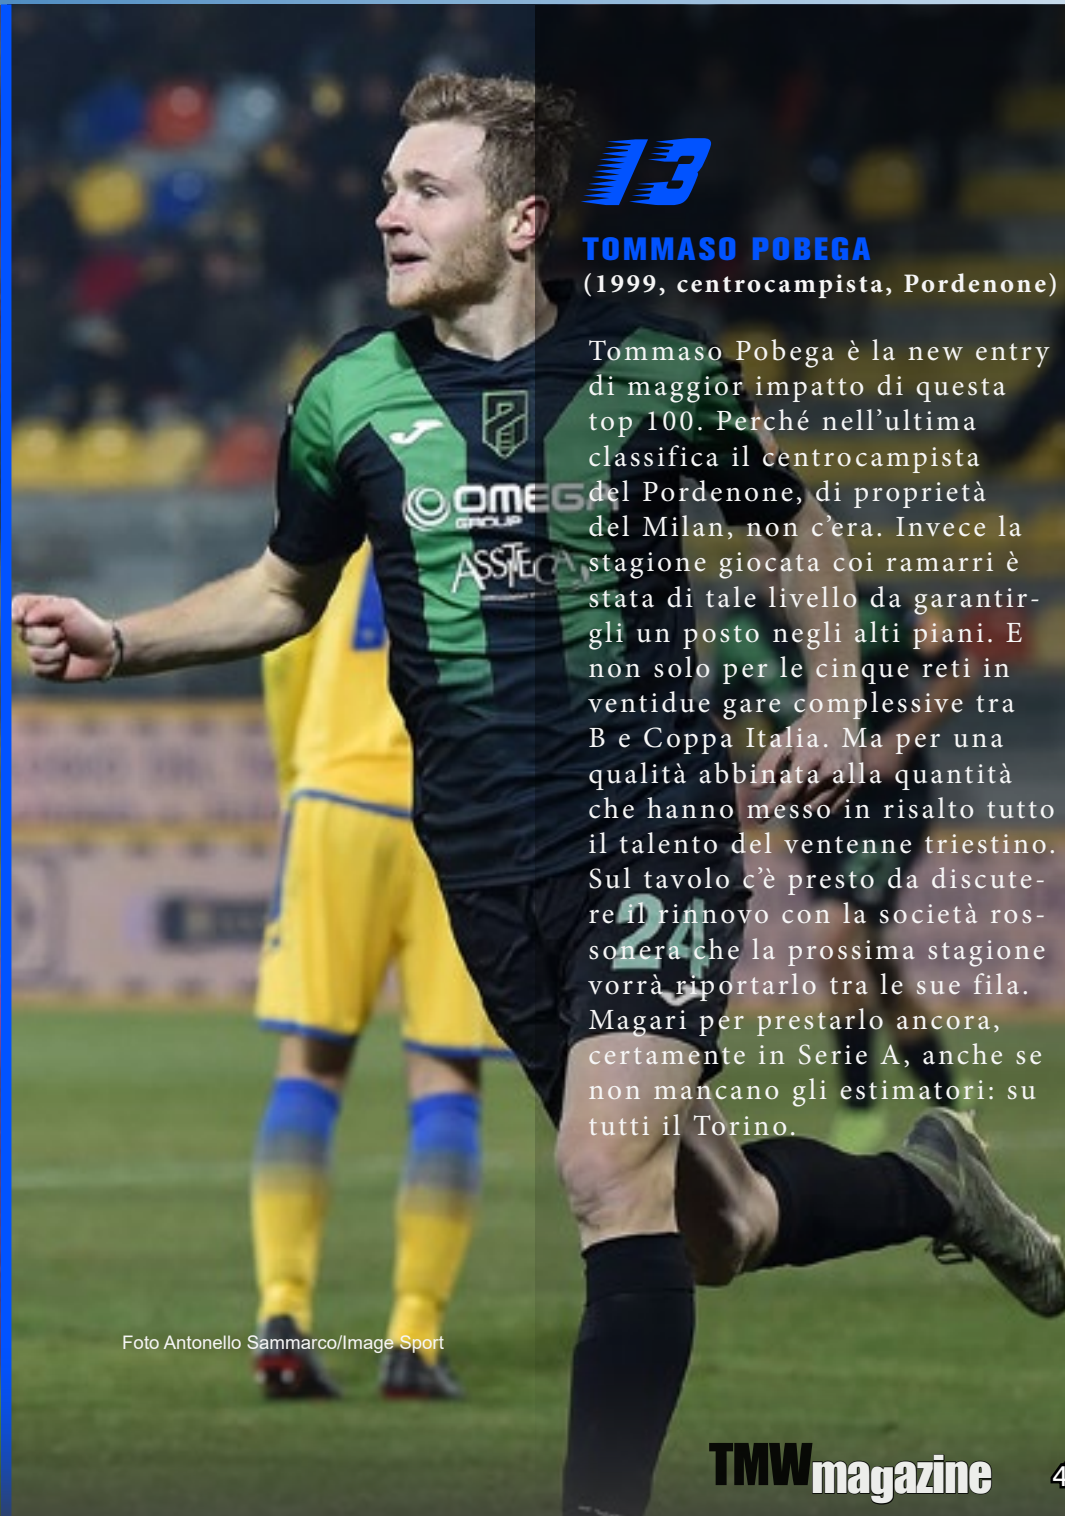 13
TOMMASO POBEGA
(1999, centrocampista, Pordenone)
Tommaso Pobega è la new entry
di maggior impatto di questa
top 100. Perché nell’ultima
classifica il centrocampista
del Pordenone, di proprietà
del Milan, non c’era. Invece la
stagione giocata coi ramarri è
stata di tale livello da garantir-
gli un posto negli alti piani. E
non solo per le cinque reti in
ventidue gare complessive tra
B e Coppa Italia. Ma per una
qualità abbinata alla quantità
che hanno messo in risalto tutto
il talento del ventenne triestino.
Sul tavolo c’è presto da discute-
re il rinnovo con la società ros-
sonera che la prossima stagione
vorrà riportarlo tra le sue fila.
Magari per prestarlo ancora,
certamente in Serie A, anche se
non mancano gli estimatori: su
tutti il Torino.
OMEGA
GROUP
24
Foto Antonello Sammarco/Image Sport
TMWmagazine
4